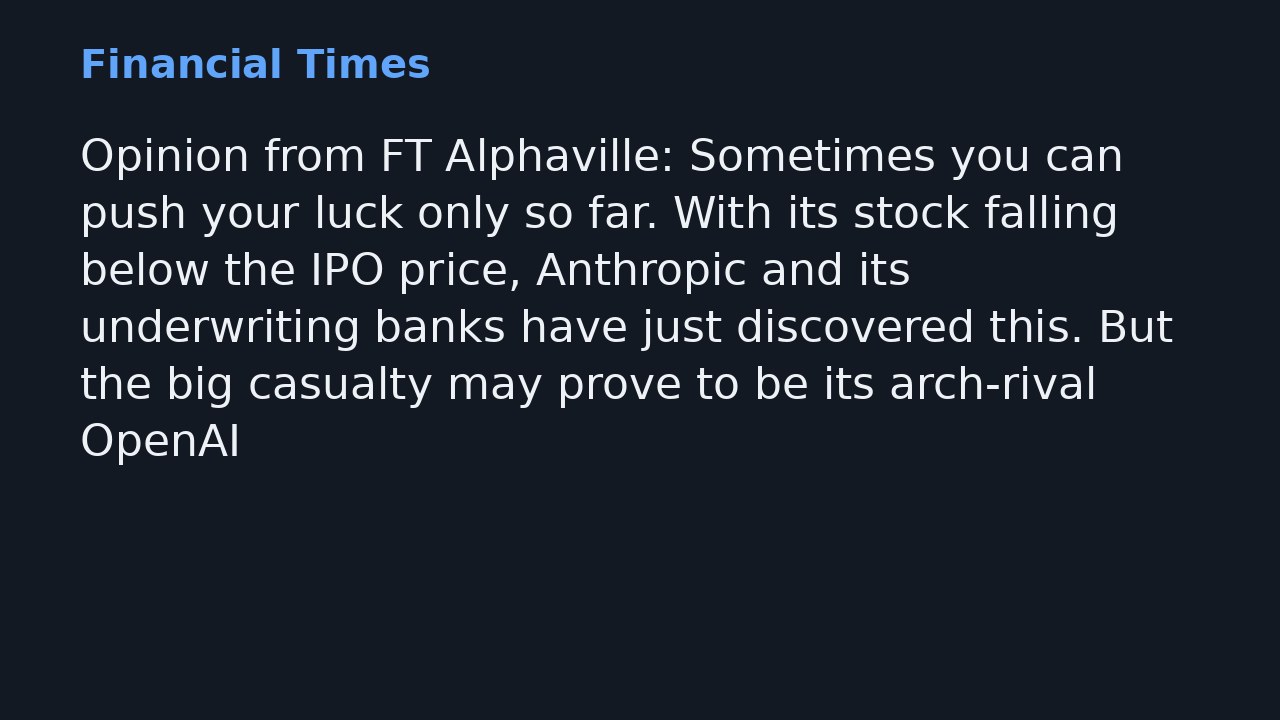 Financial Times
Opinion from FT Alphaville: Sometimes you can
push your luck only so far. With its stock falling
below the IPO price, Anthropic and its
underwriting banks have just discovered this. But
the big casualty may prove to be its arch-rival
OpenAI